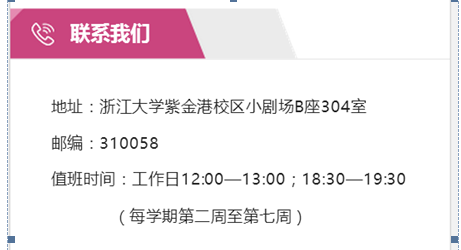 联系我们
地址：浙江大学紫金港校区小剧场B座304室
邮编：310058
值班时间：工作日12:00—13:00；18:30—19:30
（每学期第二周至第七周）